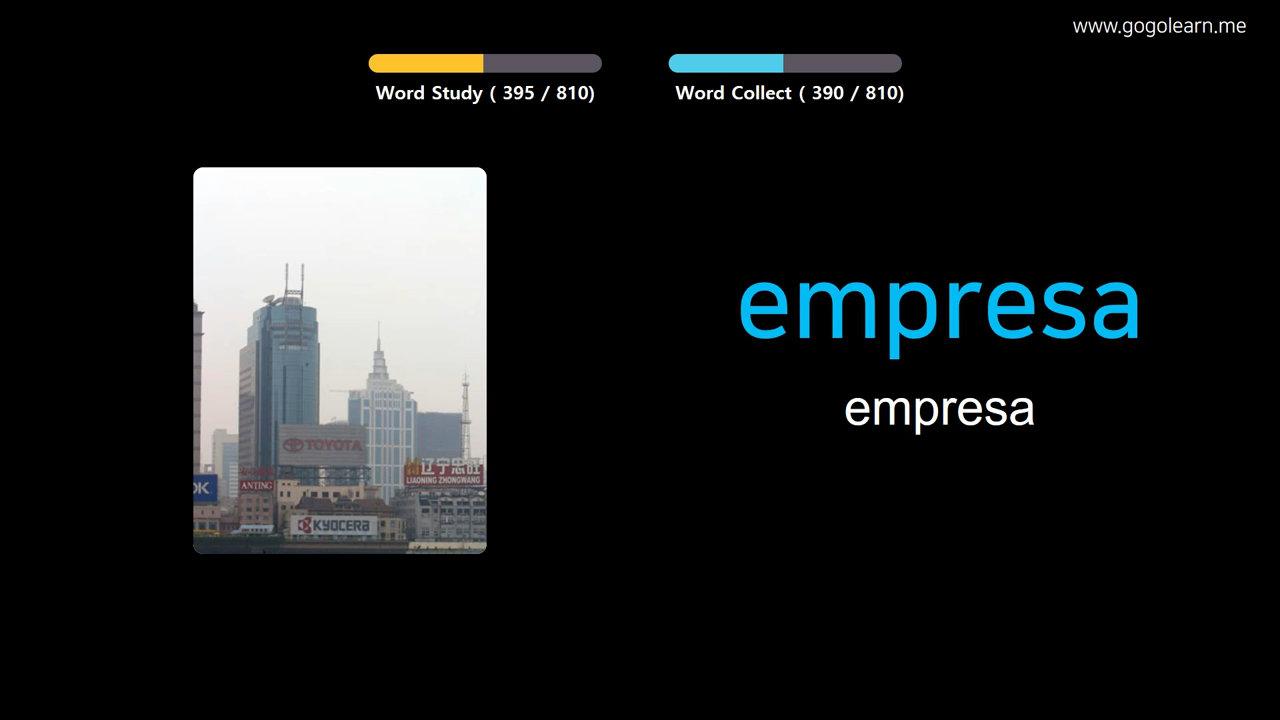 www.gogolearn.me
Word Study ( 395 / 810)
Word Collect ( 390 / 810)
empresa
empresa
TOYOTA
辽宁忠旺
LIAONING ZHONGWANG
OK
ANTING
KYOCERA